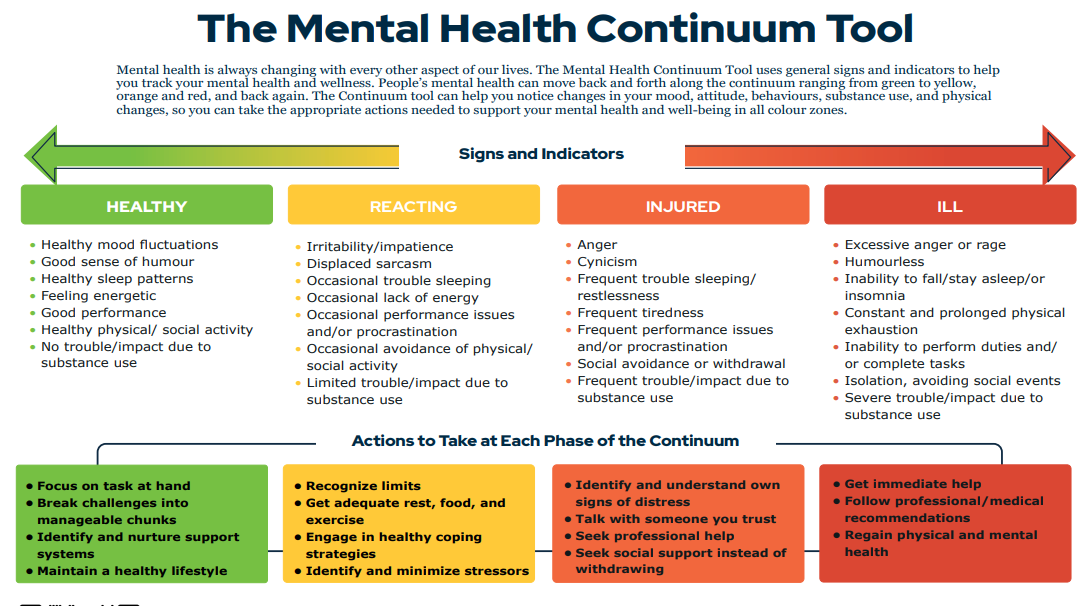 The Mental Health Continuum Tool
Mental health is always changing with every other aspect of our lives. The Mental Health Continuum Tool uses general signs and indicators to help
you track your mental health and wellness. People's mental health can move back and forth along the continuum ranging from green to yellow,
orange and red, and back again. The Continuum tool can help you notice changes in your mood, attitude, behaviours, substance use, and physical
changes, so you can take the appropriate actions needed to support your mental health and well-being in all colour zones.
Signs and Indicators
HEALTHY
• Healthy mood fluctuations
• Good sense of humour
• Healthy sleep patterns
• Feeling energetic
• Good performance
• Healthy physical/ social activity
• No trouble/impact due to
substance use
REACTING
• Irritability/impatience
• Displaced sarcasm
• Occasional trouble sleeping
• Occasional lack of energy
• Occasional performance issues
and/or procrastination
• Occasional avoidance of physical/
social activity
• Limited trouble/impact due to
substance use
INJURED
• Anger
• Cynicism
• Frequent trouble sleeping/
restlessness
• Frequent tiredness
• Frequent performance issues
and/or procrastination
• Social avoidance or withdrawal
• Frequent trouble/impact due to
substance use
ILL
• Excessive anger or rage
• Humourless
• Inability to fall/stay asleep/or
insomnia
• Constant and prolonged physical
exhaustion
• Inability to perform duties and/
or complete tasks
• Isolation, avoiding social events
• Severe trouble/impact due to
substance use
Actions to Take at Each Phase of the Continuum
• Focus on task at hand
• Break challenges into
manageable chunks
• Identify and nurture support
systems
• Maintain a healthy lifestyle
• Recognize limits
• Get adequate rest, food, and
exercise
• Engage in healthy coping
strategies
• Identify and minimize stressors
• Identify and understand own
signs of distress
• Talk with someone you trust
• Seek professional help
• Seek social support instead of
withdrawing
• Get immediate help
• Follow professional/medical
recommendations
• Regain physical and mental
health